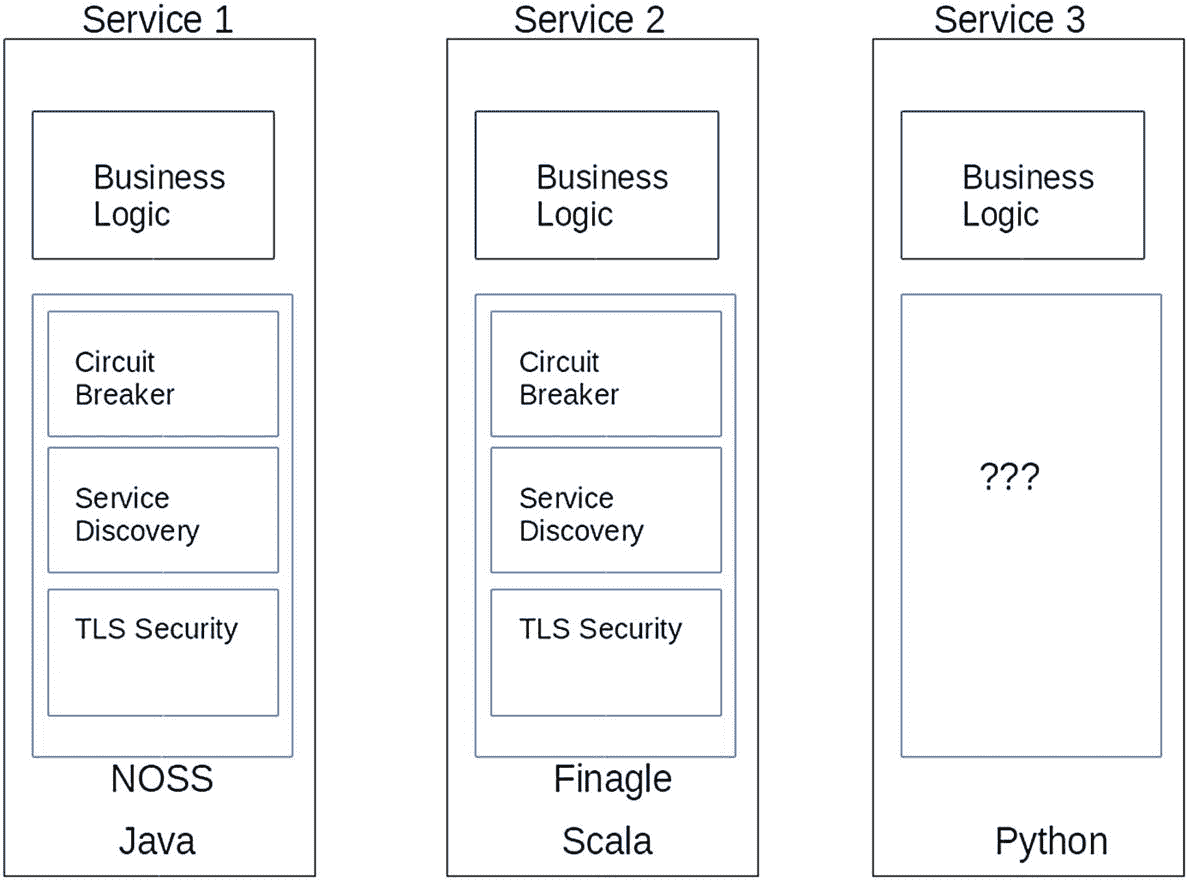 Service 1
Business
Logic
Circuit
Breaker
Service
Discovery
TLS Security
NOSS
Java
Service 2
Business
Logic
Circuit
Breaker
Service
Discovery
TLS Security
Finagle
Scala
Service 3
Business
Logic
???
Python